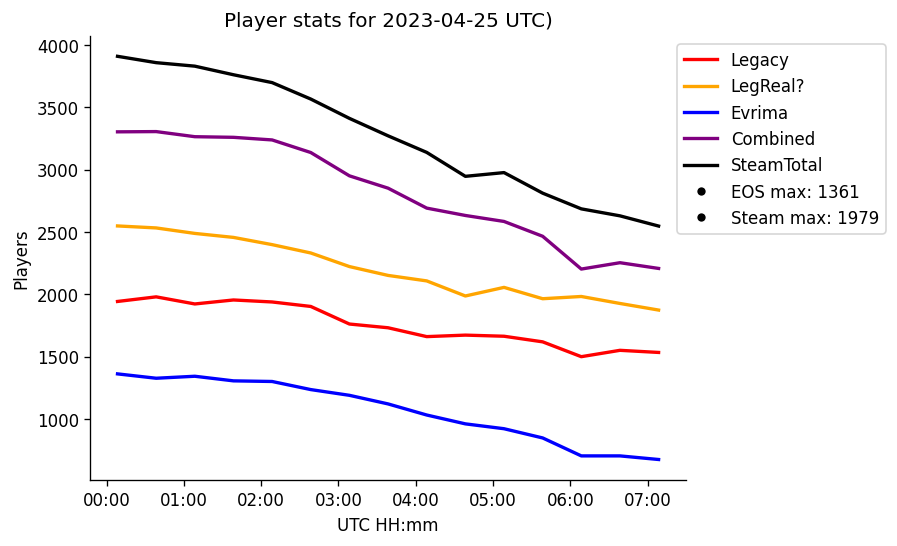 Player stats for 2023-04-25 UTC)
4000
3500
3000
2500
2000
1500
1000
Players
00:00 01:00 02:00 03:00 04:00 05:00 06:00 07:00
UTC HH:mm
Legacy
LegReal?
Evrima
Combined
SteamTotal
EOS max: 1361
Steam max: 1979